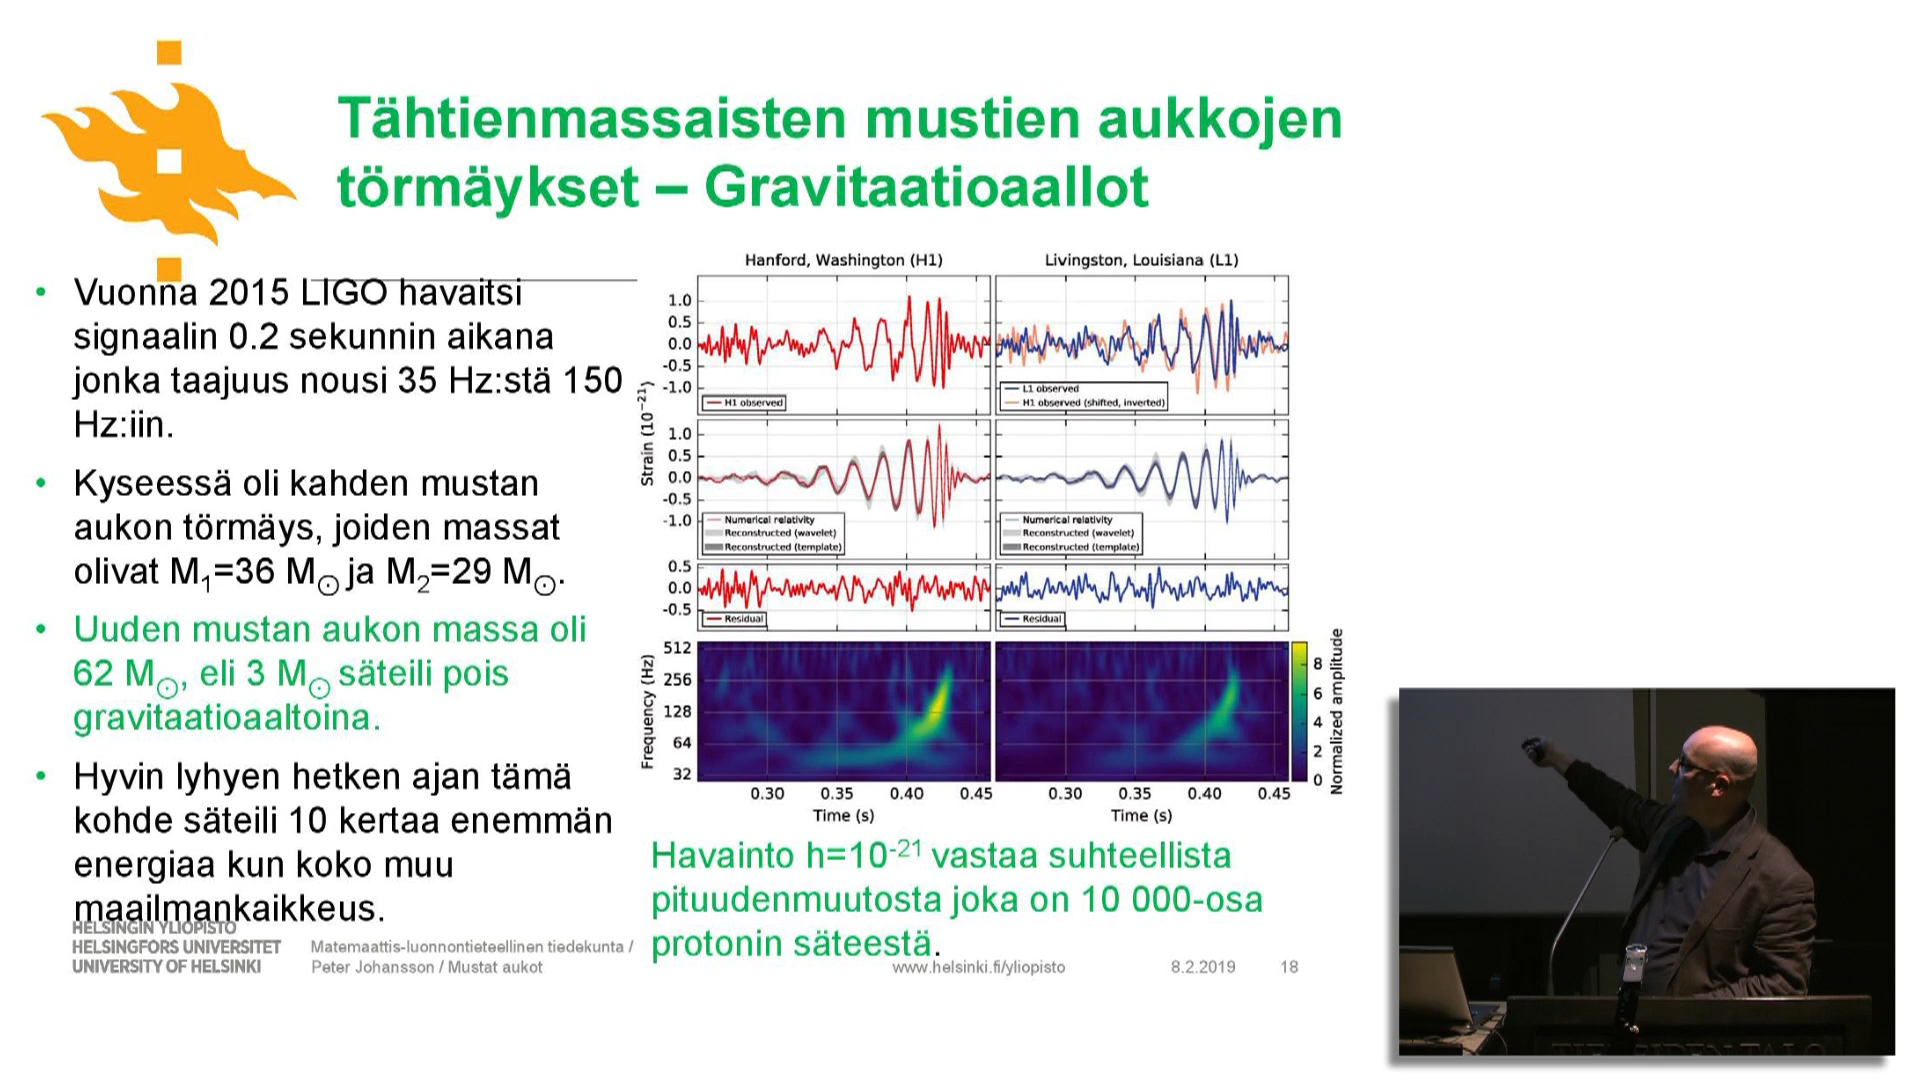 Tähtienmassaisten mustien aukkojen
törmäykset – Gravitaatioaallot
• Vuonna 2015 LIGO havaitsi
signaalin 0.2 sekunnin aikana
jonka taajuus nousi 35 Hz:stä 150
Hz:iin.
• Kyseessä oli kahden mustan
aukon törmäys, joiden massat
olivat M₁=36 M⊙ ja M₂=29 M⊙.
• Uuden mustan aukon massa oli
62 M⊙, eli 3 M⊙ säteili pois
gravitaatioaaltoina.
• Hyvin lyhyen hetken ajan tämä
kohde säteili 10 kertaa enemmän
energiaa kun koko muu
maailmankaikkeus.
Hanford, Washington (H1)
Livingston, Louisiana (L1)
Strain (10⁻²¹)
1.0
0.5
0.0
-0.5
-1.0
H1 observed
L1 observed
H1 observed (shifted, inverted)
1.0
0.5
0.0
-0.5
-1.0
Numerical relativity
Reconstructed (wavelet)
Reconstructed (template)
Numerical relativity
Reconstructed (wavelet)
Reconstructed (template)
0.5
0.0
-0.5
Residual
Residual
Frequency (Hz)
512
256
128
64
32
8
6
4
2
0
Normalized amplitude
0.30 0.35 0.40 0.45
0.30 0.35 0.40 0.45
Time (s)
Time (s)
Havainto h=10⁻²¹ vastaa suhteellista
pituudenmuutosta joka on 10 000-osa
protonin säteestä.
HELSINGIN YLIOPISTO
HELSINGFORS UNIVERSITET
UNIVERSITY OF HELSINKI
Matemaattis-luonnontieteellinen tiedekunta /
Peter Johansson / Mustat aukot
www.helsinki.fi/yliopisto
8.2.2019
18